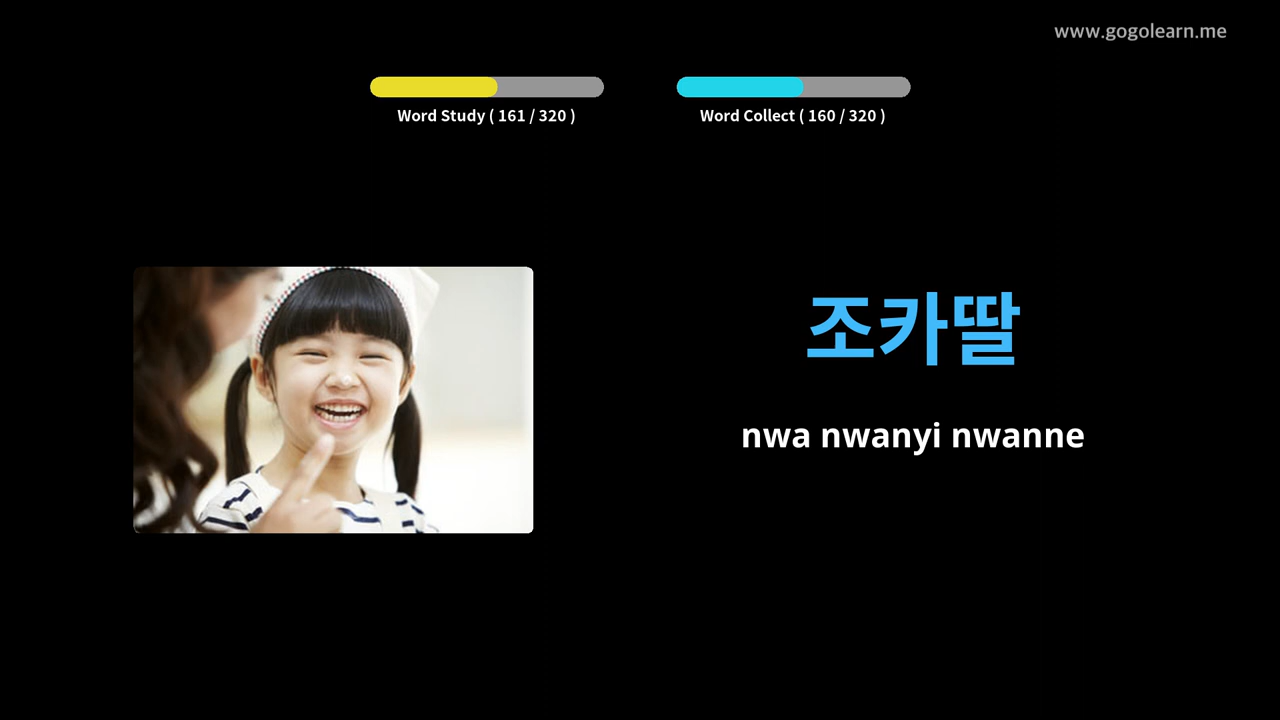 www.gogolearn.me
Word Study ( 161 / 320 )
Word Collect ( 160 / 320 )
조카딸
nwa nwanyi nwanne